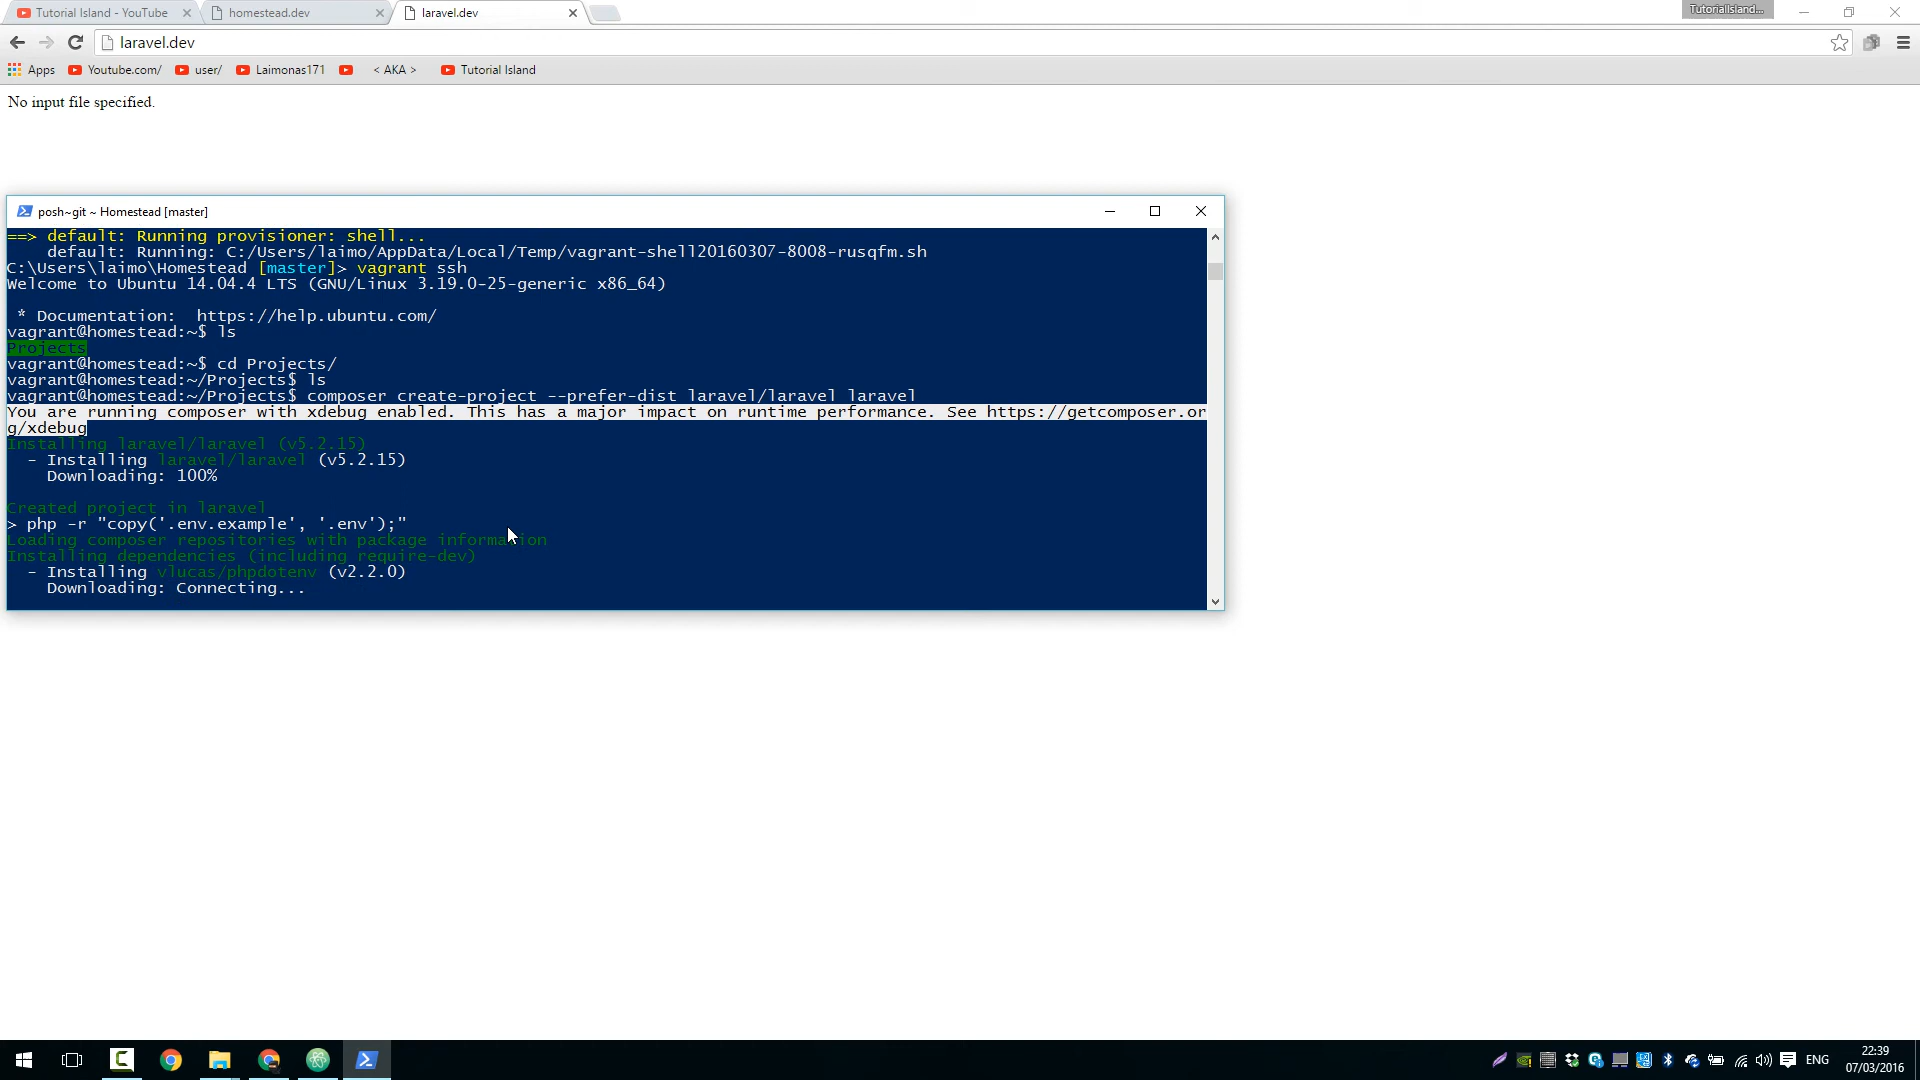 Tutorial Island - YouTube
homestead.dev
laravel.dev
TutorialIsland...
laravel.dev
Apps Youtube.com/ user/ Laimonas171 < AKA > Tutorial Island
No input file specified.
posh~git ~ Homestead [master]
==> default: Running provisioner: shell...
default: Running: C:/Users/laimo/AppData/Local/Temp/vagrant-shell20160307-8008-rusqfm.sh
C:\Users\laimo\Homestead [master]> vagrant ssh
Welcome to Ubuntu 14.04.4 LTS (GNU/Linux 3.19.0-25-generic x86_64)
* Documentation: https://help.ubuntu.com/
vagrant@homestead:~$ ls
Projects
vagrant@homestead:~$ cd Projects/
vagrant@homestead:~/Projects$ ls
vagrant@homestead:~/Projects$ composer create-project --prefer-dist laravel/laravel laravel
You are running composer with xdebug enabled. This has a major impact on runtime performance. See https://getcomposer.or
g/xdebug
Installing laravel/laravel (v5.2.15)
- Installing laravel/laravel (v5.2.15)
Downloading: 100%
Created project in laravel
> php -r "copy('.env.example', '.env');"
Loading composer repositories with package information
Installing dependencies (including require-dev)
- Installing vlucas/phpdotenv (v2.2.0)
Downloading: Connecting...
ENG
22:39
07/03/2016